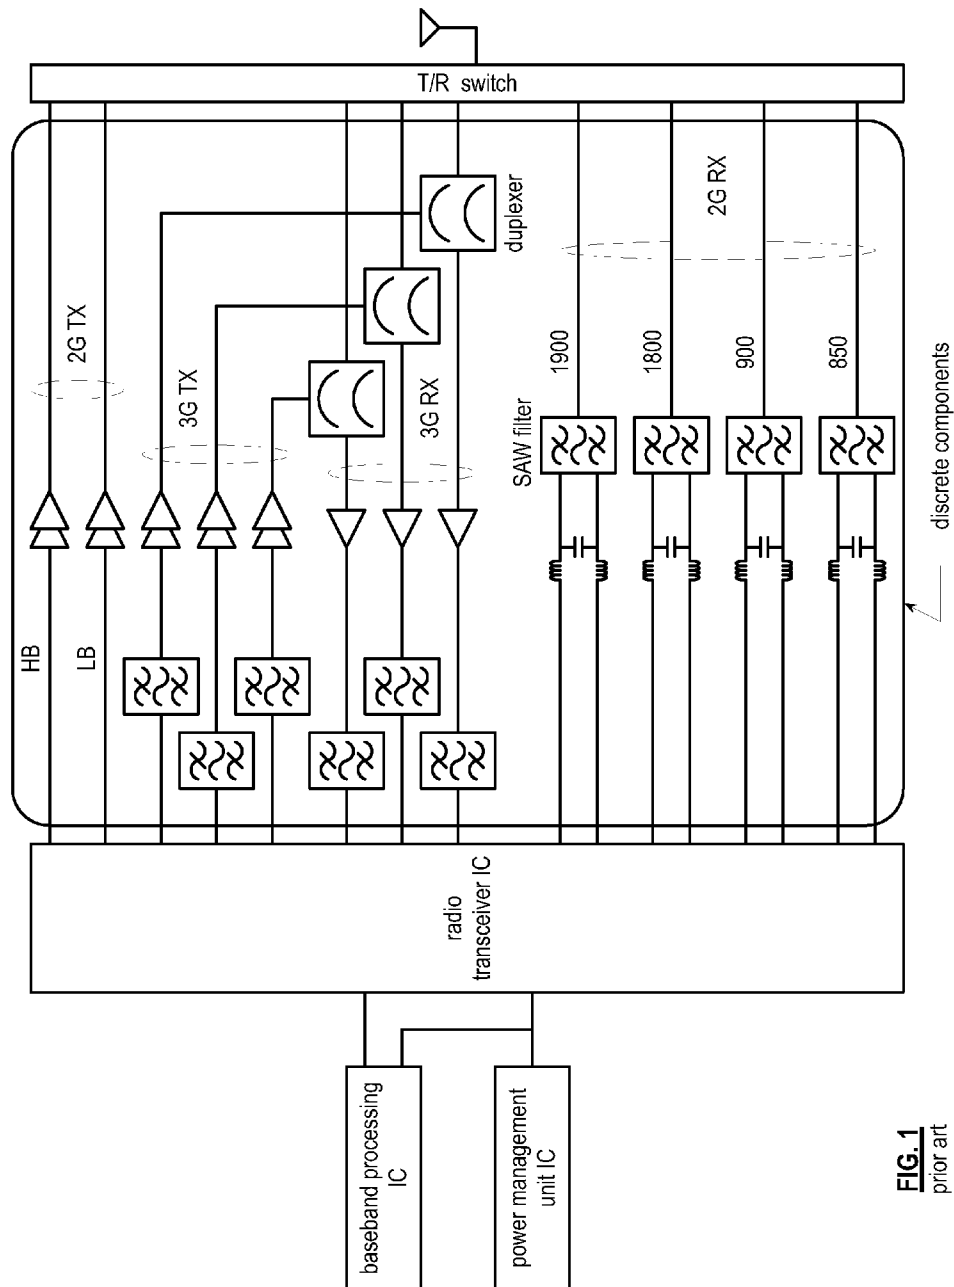 T/R switch
duplexer
2G TX
3G TX
3G RX
2G RX
HB
LB
SAW filter
1900
1800
900
850
discrete components
radio
transceiver IC
baseband processing
IC
power management
unit IC
FIG. 1
prior art